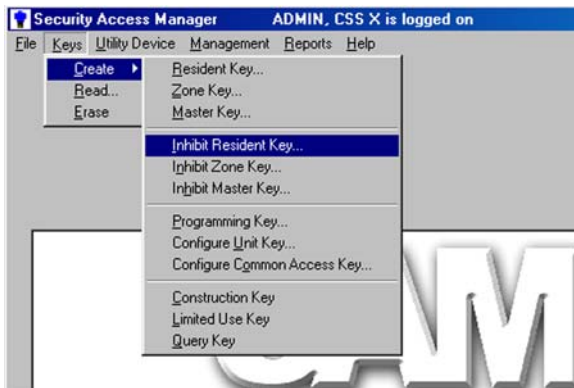 Security Access Manager ADMIN, CSS X is logged on
File Keys Utility Device Management Reports Help
Create
Read...
Erase
Resident Key...
Zone Key...
Master Key...
Inhibit Resident Key...
Inhibit Zone Key...
Inhibit Master Key...
Programming Key...
Configure Unit Key...
Configure Common Access Key...
Construction Key
Limited Use Key
Query Key